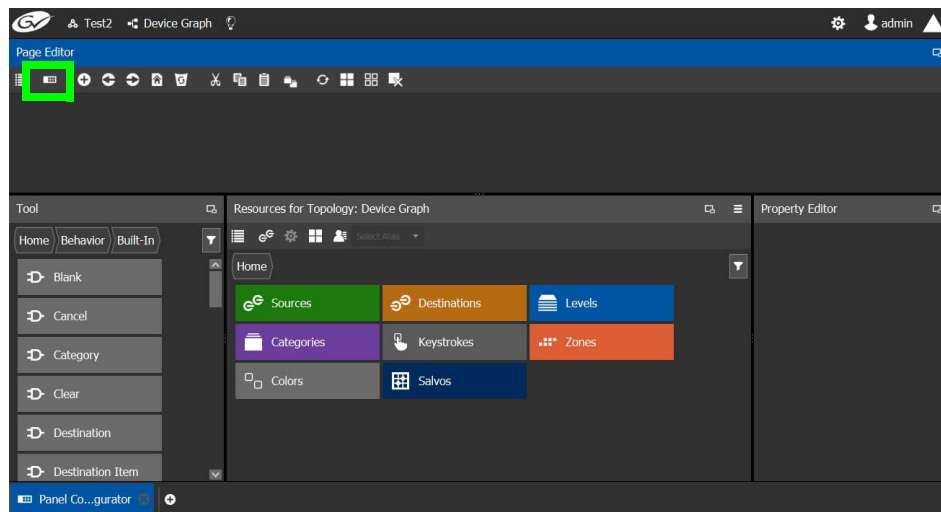 GV Test2 Device Graph admin
Page Editor
Tool
Resources for Topology: Device Graph
Property Editor
Home Behavior Built-In
Select Alias
Home
Blank
Cancel
Category
Clear
Destination
Destination Item
Sources
Destinations
Levels
Categories
Keystrokes
Zones
Colors
Salvos
Panel Co...gurator